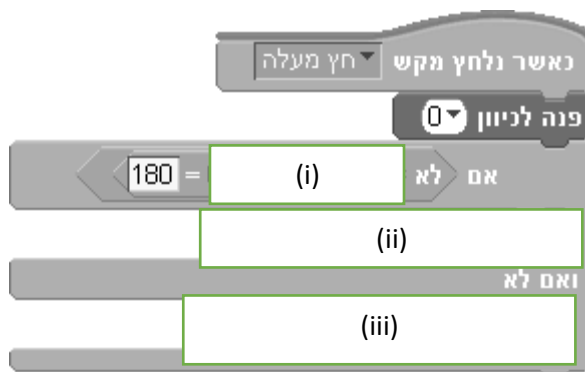 כאשר נלחץ מקש חץ מעלה
פנה לכיוון 0
אם לא (i) = 180
(ii)
ואם לא
(iii)